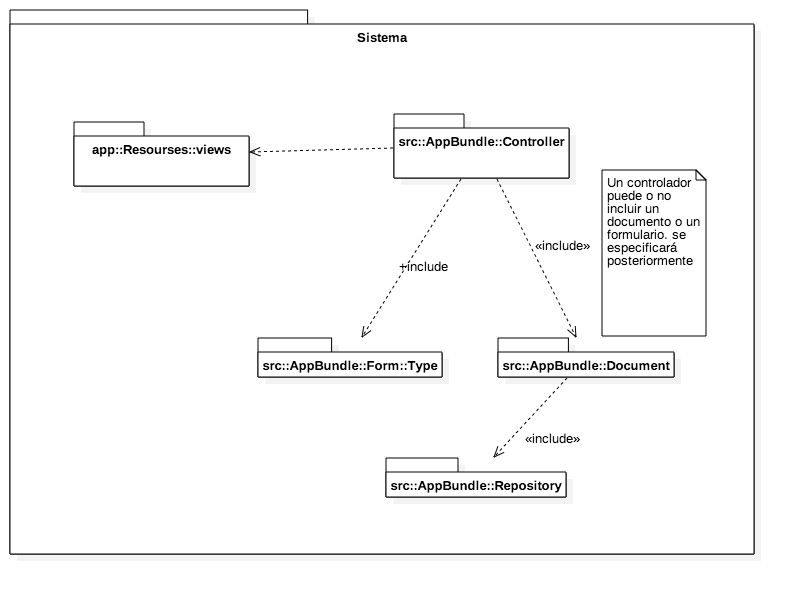 Sistema
app::Resourses::views
src::AppBundle::Controller
Un controlador
puede o no
incluir un
documento o un
formulario. se
especificará
posteriormente
«include»
+include
src::AppBundle::Form::Type
src::AppBundle::Document
«include»
src::AppBundle::Repository